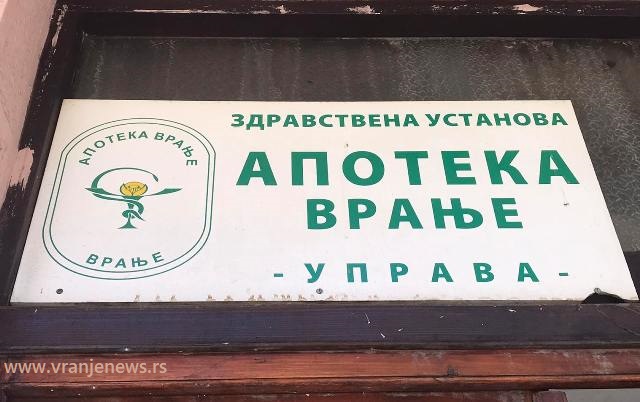 АПОТЕКА ВРАЊЕ
ВРАЊЕ
ЗДРАВСТВЕНА УСТАНОВА
АПОТЕКА
ВРАЊЕ
- УПРАВА -
www.vranjenews.rs